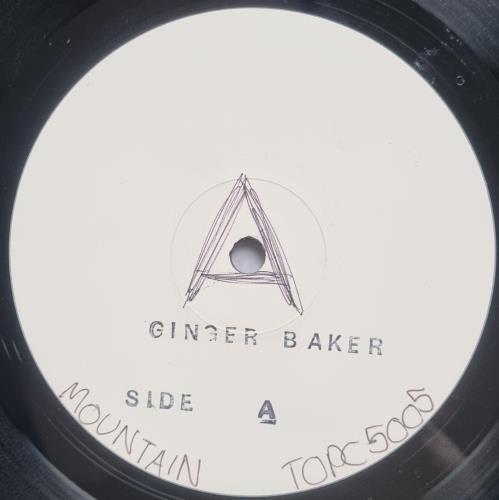 A
GINGER BAKER
SIDE A
MOUNTAIN
TOPC 5005